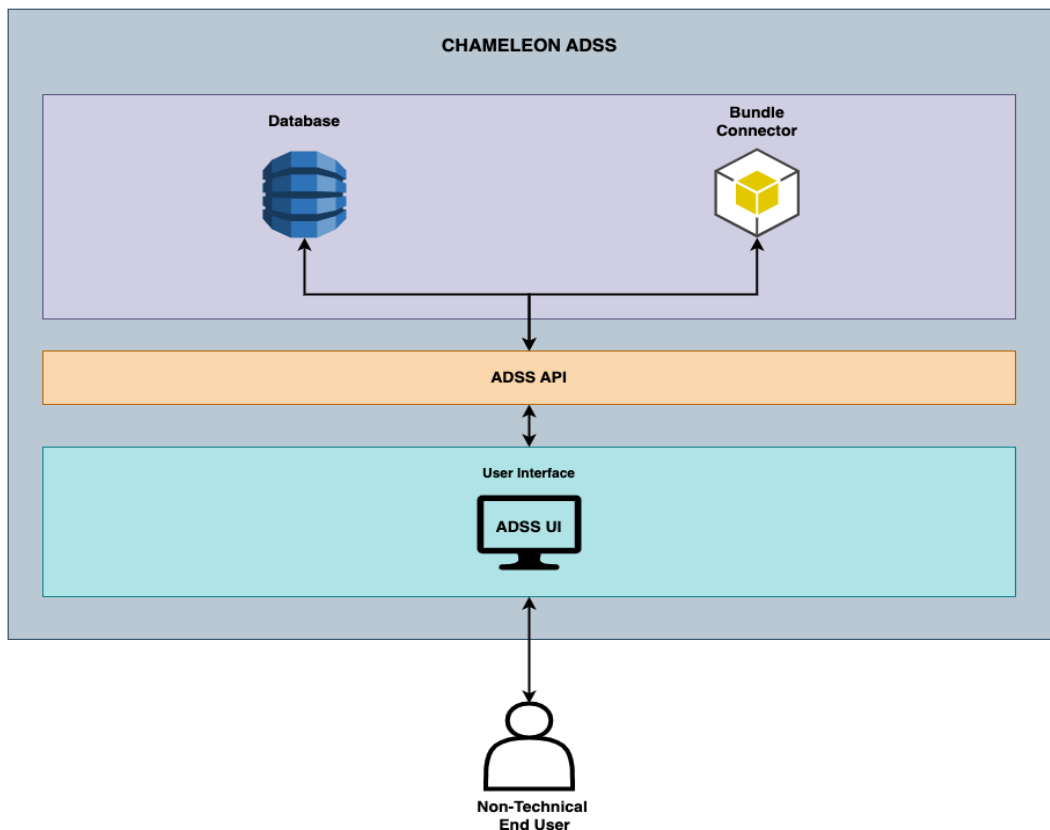 CHAMELEON ADSS
Database
Bundle
Connector
ADSS API
User Interface
ADSS UI
Non-Technical
End User